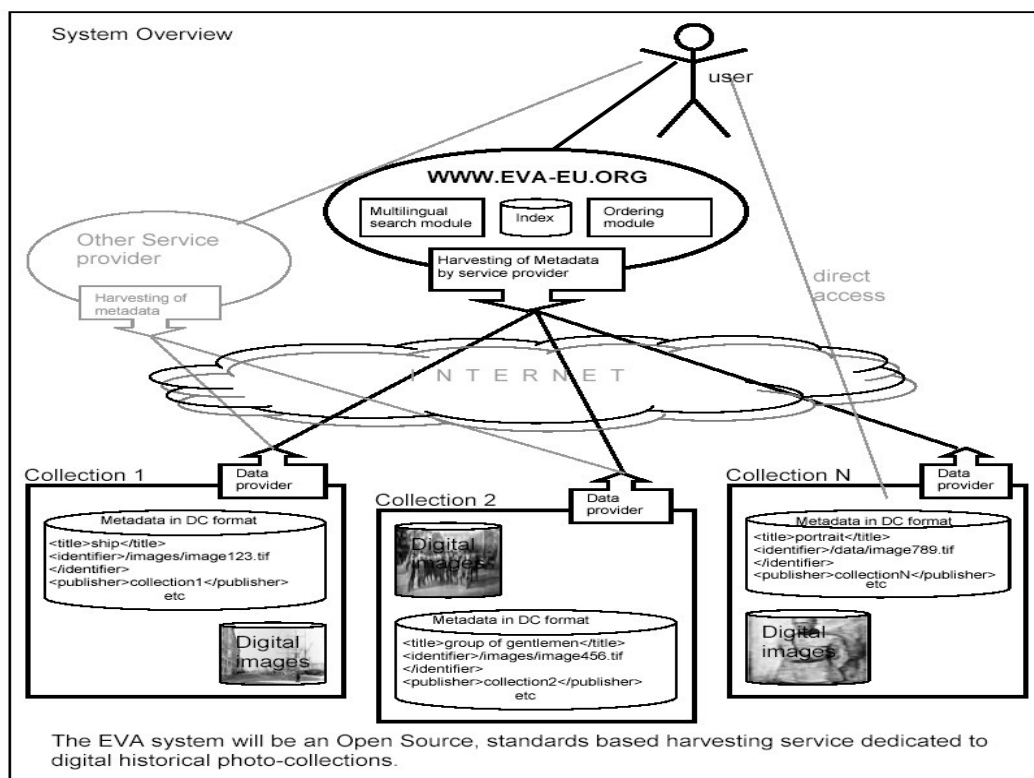 System Overview
user
WWW.EVA-EU.ORG
Multilingual
search module
Index
Ordering
module
Harvesting of Metadata
by service provider
Other Service
provider
Harvesting of
metadata
direct
access
INTERNET
Collection 1
Data
provider
Metadata in DC format
<title>ship</title>
<identifier>/images/image123.tif
</identifier>
<publisher>collection1</publisher>
etc
Digital
images
Collection 2
Data
provider
Digital
images
Metadata in DC format
<title>group of gentlemen</title>
<identifier>/images/image456.tif
</identifier>
<publisher>collection2</publisher>
etc
Collection N
Data
provider
Metadata in DC format
<title>portrait</title>
<identifier>/data/image789.tif
</identifier>
<publisher>collectionN</publisher>
etc
Digital
images
The EVA system will be an Open Source, standards based harvesting service dedicated to
digital historical photo-collections.